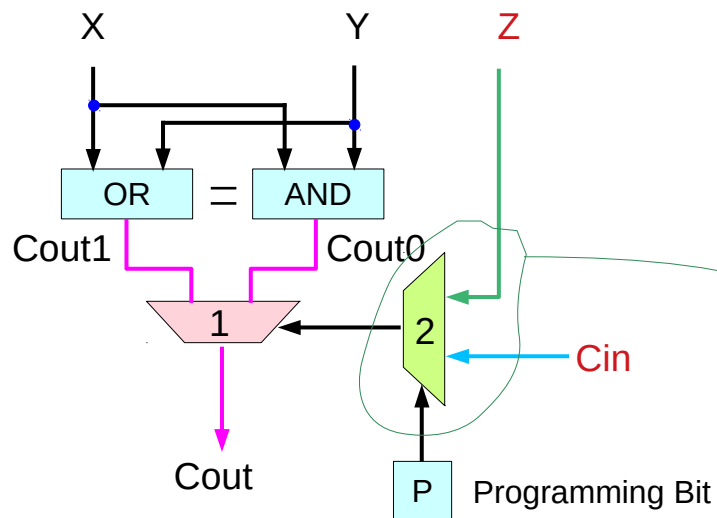 X Y Z
OR = AND
Cout1 Cout0
1 2
Cin
Cout
P Programming Bit